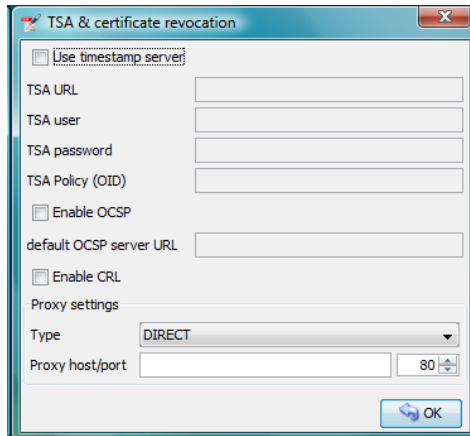 TSA & certificate revocation
Use timestamp server
TSA URL
TSA user
TSA password
TSA Policy (OID)
Enable OCSP
default OCSP server URL
Enable CRL
Proxy settings
Type DIRECT
Proxy host/port 80
OK